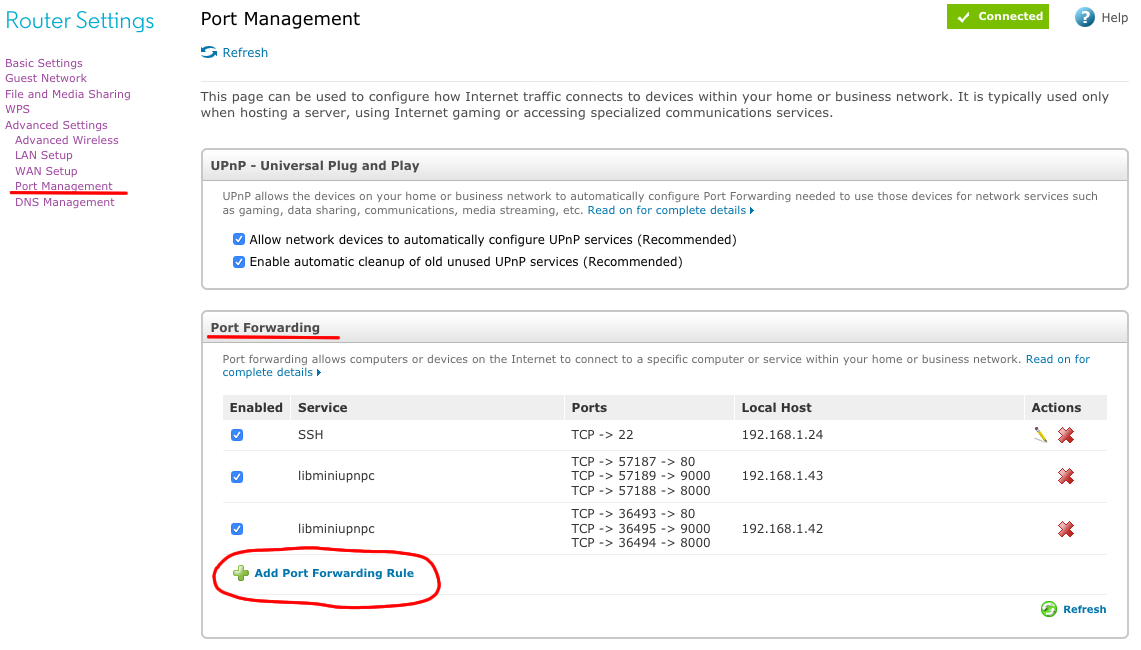 Router Settings
Basic Settings
Guest Network
File and Media Sharing
WPS
Advanced Settings
Advanced Wireless
LAN Setup
WAN Setup
Port Management
DNS Management
Port Management
Connected
? Help
Refresh
This page can be used to configure how Internet traffic connects to devices within your home or business network. It is typically used only
when hosting a server, using Internet gaming or accessing specialized communications services.
UPnP - Universal Plug and Play
UPnP allows the devices on your home or business network to automatically configure Port Forwarding needed to use those devices for network services such
as gaming, data sharing, communications, media streaming, etc. Read on for complete details
Allow network devices to automatically configure UPnP services (Recommended)
Enable automatic cleanup of old unused UPnP services (Recommended)
Port Forwarding
Port forwarding allows computers or devices on the Internet to connect to a specific computer or service within your home or business network. Read on for
complete details
Enabled Service Ports Local Host Actions
SSH TCP -> 22 192.168.1.24
TCP -> 57187 -> 80
libminiupnpc TCP -> 57189 -> 9000 192.168.1.43
TCP -> 57188 -> 8000
TCP -> 36493 -> 80
libminiupnpc TCP -> 36495 -> 9000 192.168.1.42
TCP -> 36494 -> 8000
Add Port Forwarding Rule
Refresh